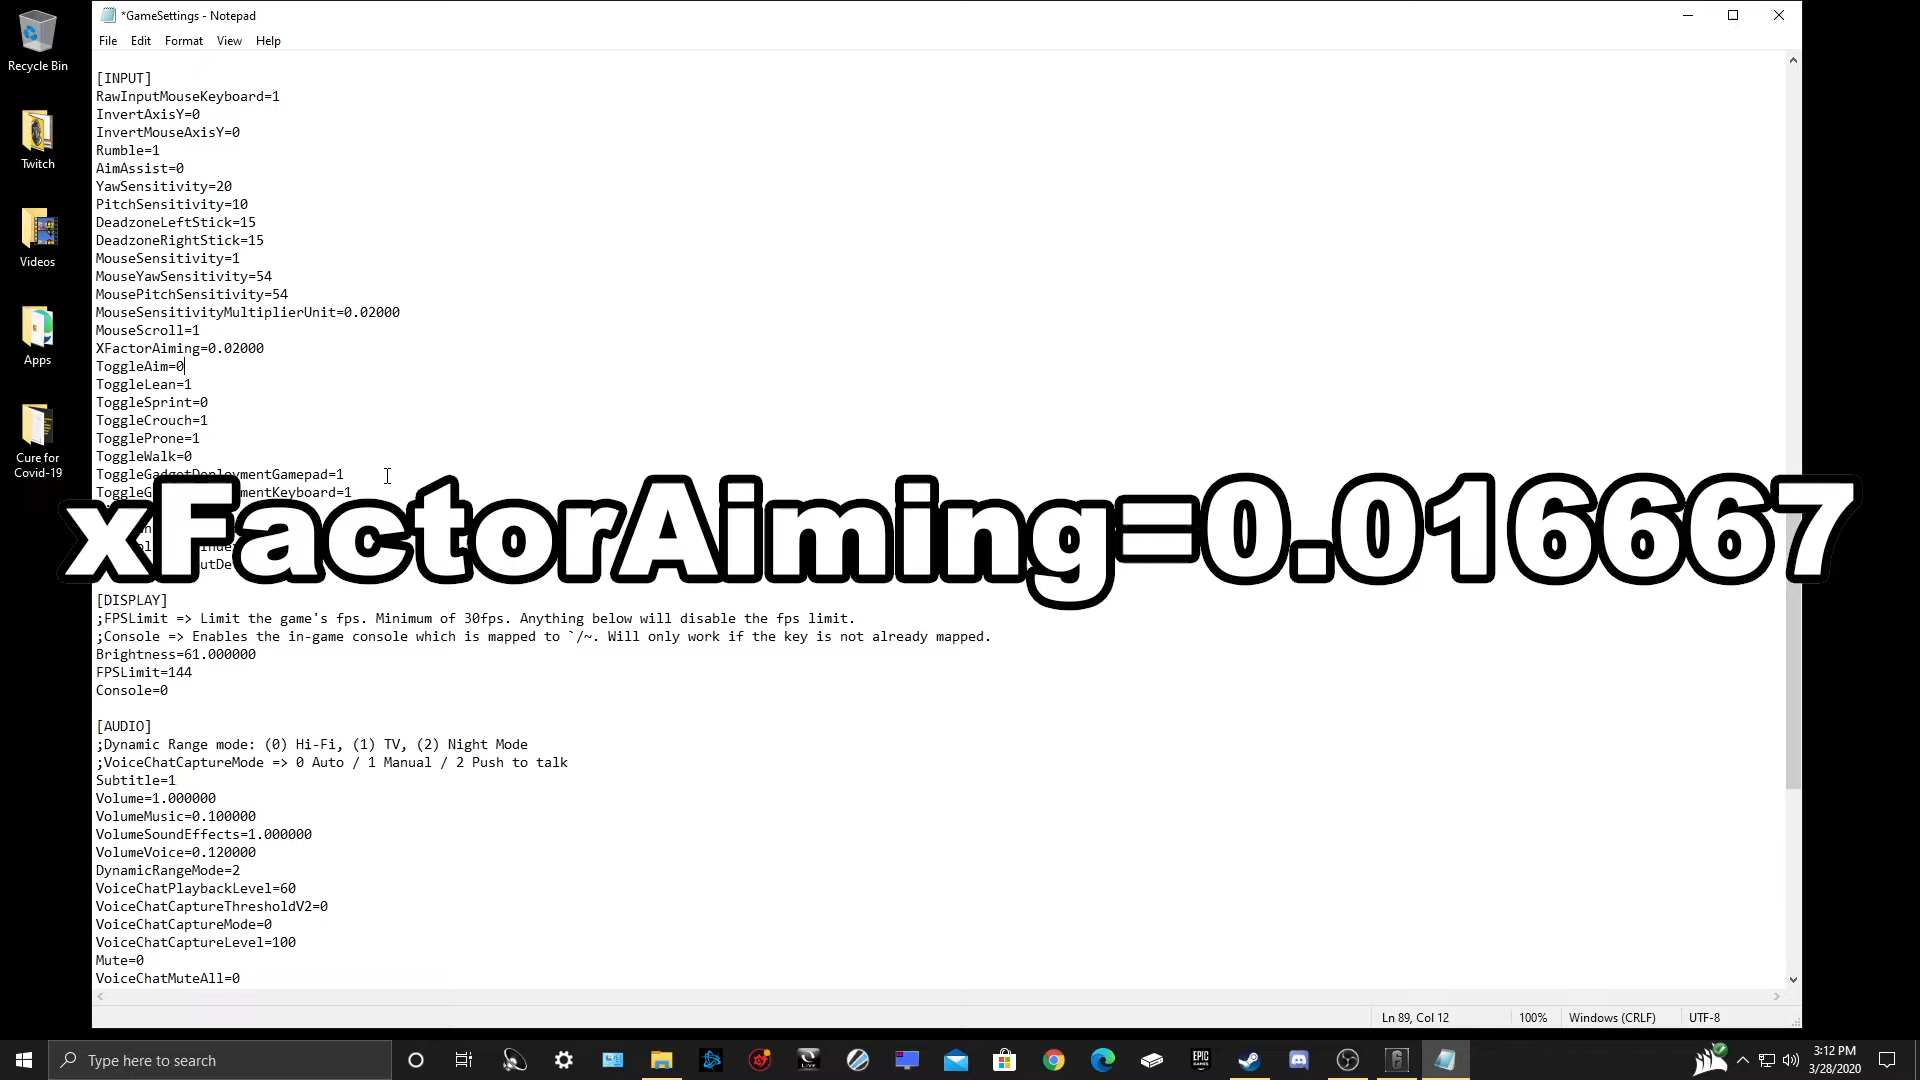 *GameSettings - Notepad
File Edit Format View Help
Recycle Bin
Twitch
Videos
Apps
Cure for
Covid-19
[INPUT]
RawInputMouseKeyboard=1
InvertAxisY=0
InvertMouseAxisY=0
Rumble=1
AimAssist=0
YawSensitivity=20
PitchSensitivity=10
DeadzoneLeftStick=15
DeadzoneRightStick=15
MouseSensitivity=1
MouseYawSensitivity=54
MousePitchSensitivity=54
MouseSensitivityMultiplierUnit=0.02000
MouseScroll=1
XFactorAiming=0.02000
ToggleAim=0
ToggleLean=1
ToggleSprint=0
ToggleCrouch=1
ToggleProne=1
ToggleWalk=0
ToggleGadgetDeploymentGamepad=1
xFactorAiming=0.016667
[DISPLAY]
;FPSLimit => Limit the game's fps. Minimum of 30fps. Anything below will disable the fps limit.
;Console => Enables the in-game console which is mapped to `/~. Will only work if the key is not already mapped.
Brightness=61.000000
FPSLimit=144
Console=0
[AUDIO]
;Dynamic Range mode: (0) Hi-Fi, (1) TV, (2) Night Mode
;VoiceChatCaptureMode => 0 Auto / 1 Manual / 2 Push to talk
Subtitle=1
Volume=1.000000
VolumeMusic=0.100000
VolumeSoundEffects=1.000000
VolumeVoice=0.120000
DynamicRangeMode=2
VoiceChatPlaybackLevel=60
VoiceChatCaptureThresholdV2=0
VoiceChatCaptureMode=0
VoiceChatCaptureLevel=100
Mute=0
VoiceChatMuteAll=0
Ln 89, Col 12 100% Windows (CRLF) UTF-8
Type here to search
LIVE
EPIC
GAMES
3:12 PM
3/28/2020